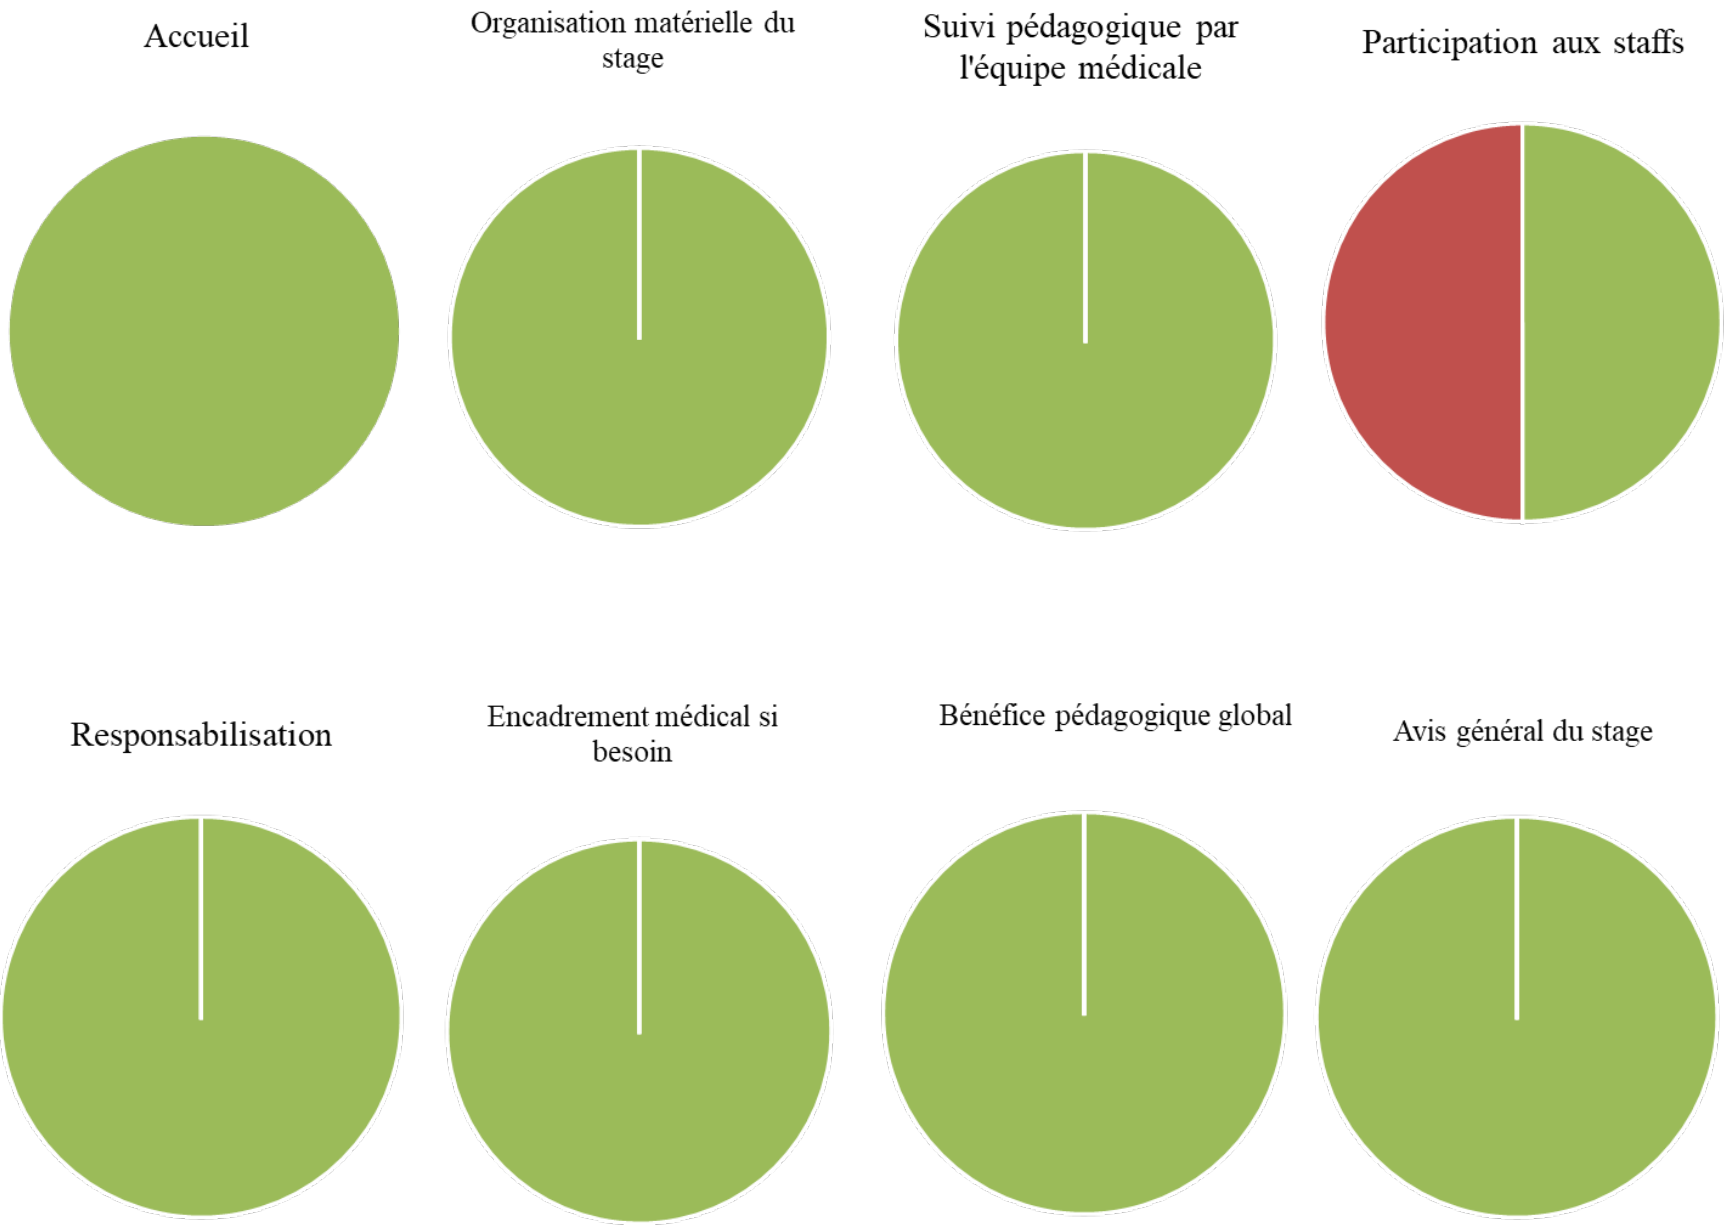 Accueil
Organisation matérielle du
stage
Suivi pédagogique par
l'équipe médicale
Participation aux staffs
Responsabilisation
Encadrement médical si
besoin
Bénéfice pédagogique global
Avis général du stage